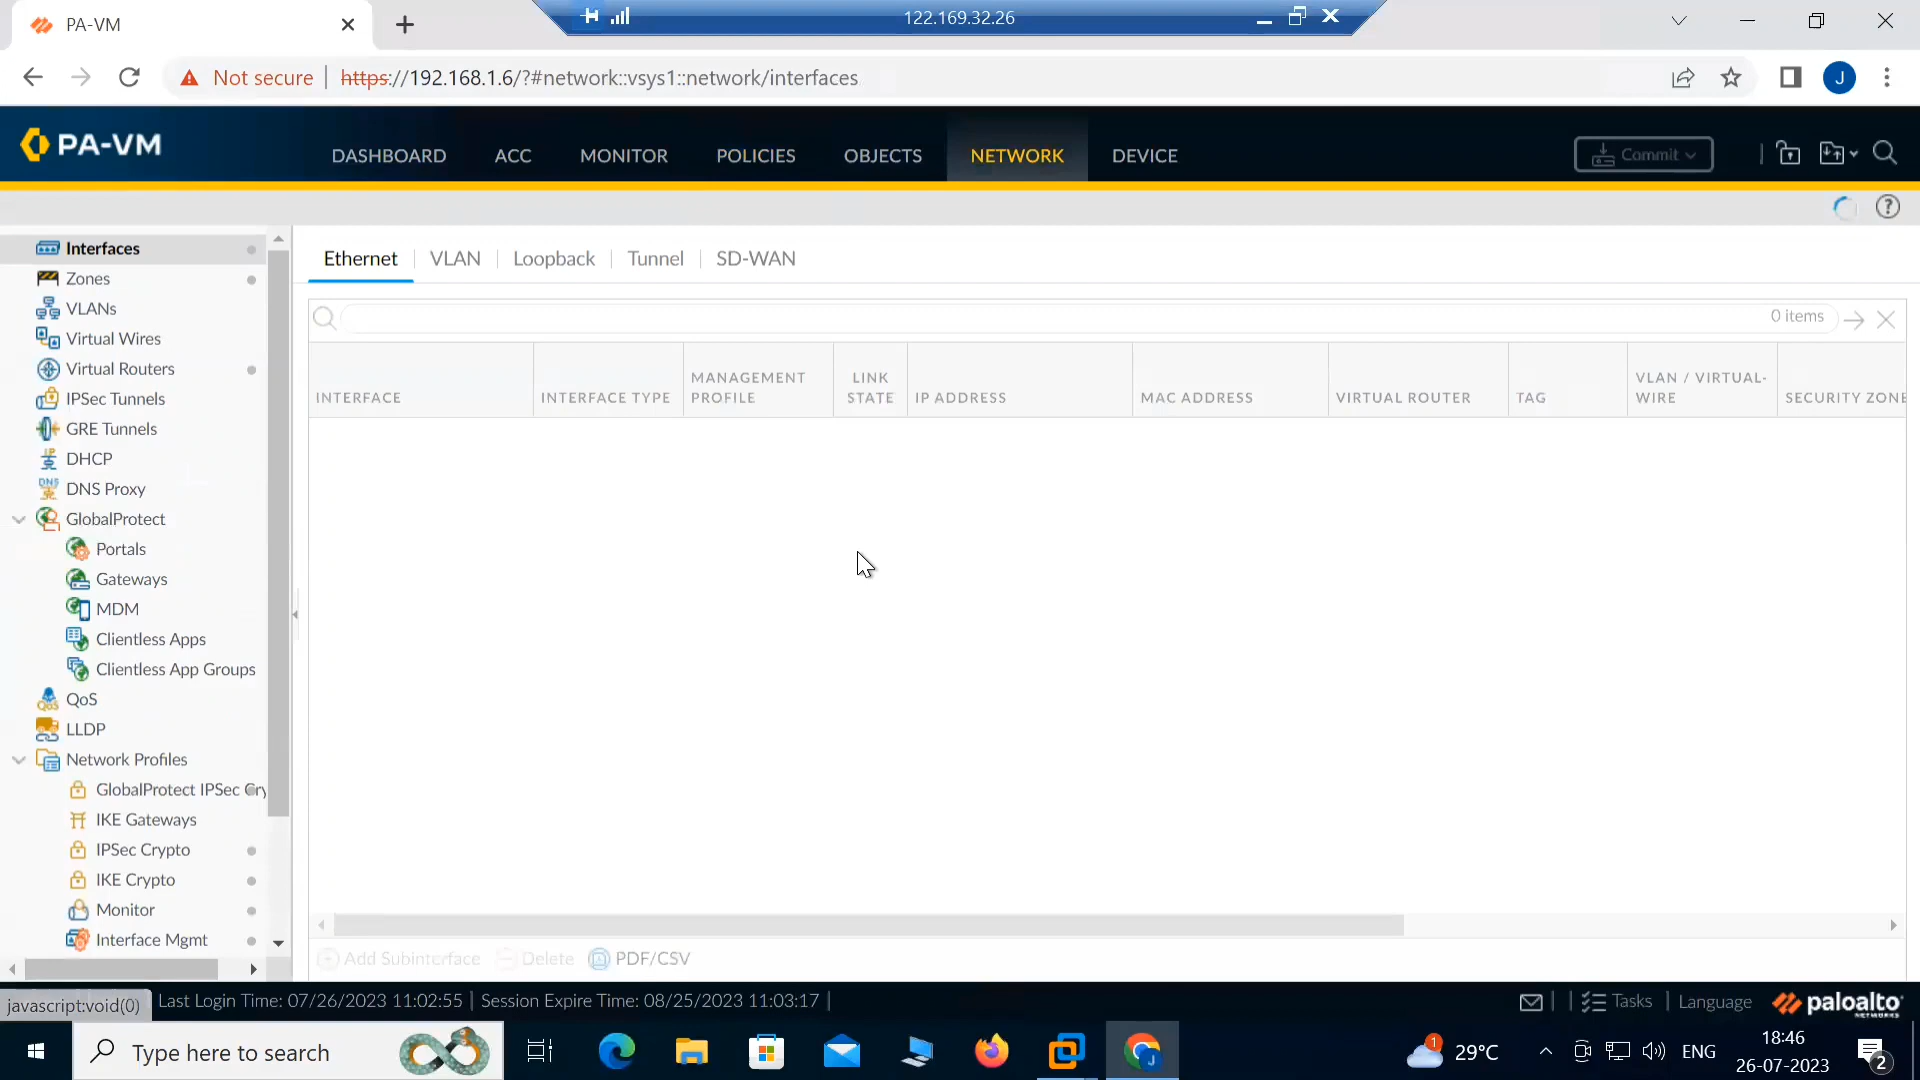 PA-VM
122.169.32.26
Not secure
https://192.168.1.6/?#network::vsys1::network/interfaces
J
PA-VM
DASHBOARD
ACC
MONITOR
POLICIES
OBJECTS
NETWORK
DEVICE
Commit
Interfaces
Zones
VLANs
Virtual Wires
Virtual Routers
IPSec Tunnels
GRE Tunnels
DHCP
DNS Proxy
GlobalProtect
Portals
Gateways
MDM
Clientless Apps
Clientless App Groups
QoS
LLDP
Network Profiles
GlobalProtect IPSec Cry
IKE Gateways
IPSec Crypto
IKE Crypto
Monitor
Interface Mgmt
Ethernet
VLAN
Loopback
Tunnel
SD-WAN
0 items
INTERFACE
INTERFACE TYPE
MANAGEMENT PROFILE
LINK STATE
IP ADDRESS
MAC ADDRESS
VIRTUAL ROUTER
TAG
VLAN / VIRTUAL-WIRE
SECURITY ZONE
Add Subinterface
Delete
PDF/CSV
javascript:void(0)
Last Login Time: 07/26/2023 11:02:55 | Session Expire Time: 08/25/2023 11:03:17 |
Tasks
Language
paloalto
NETWORKS
Type here to search
J
1
29°C
ENG
18:46
26-07-2023
2